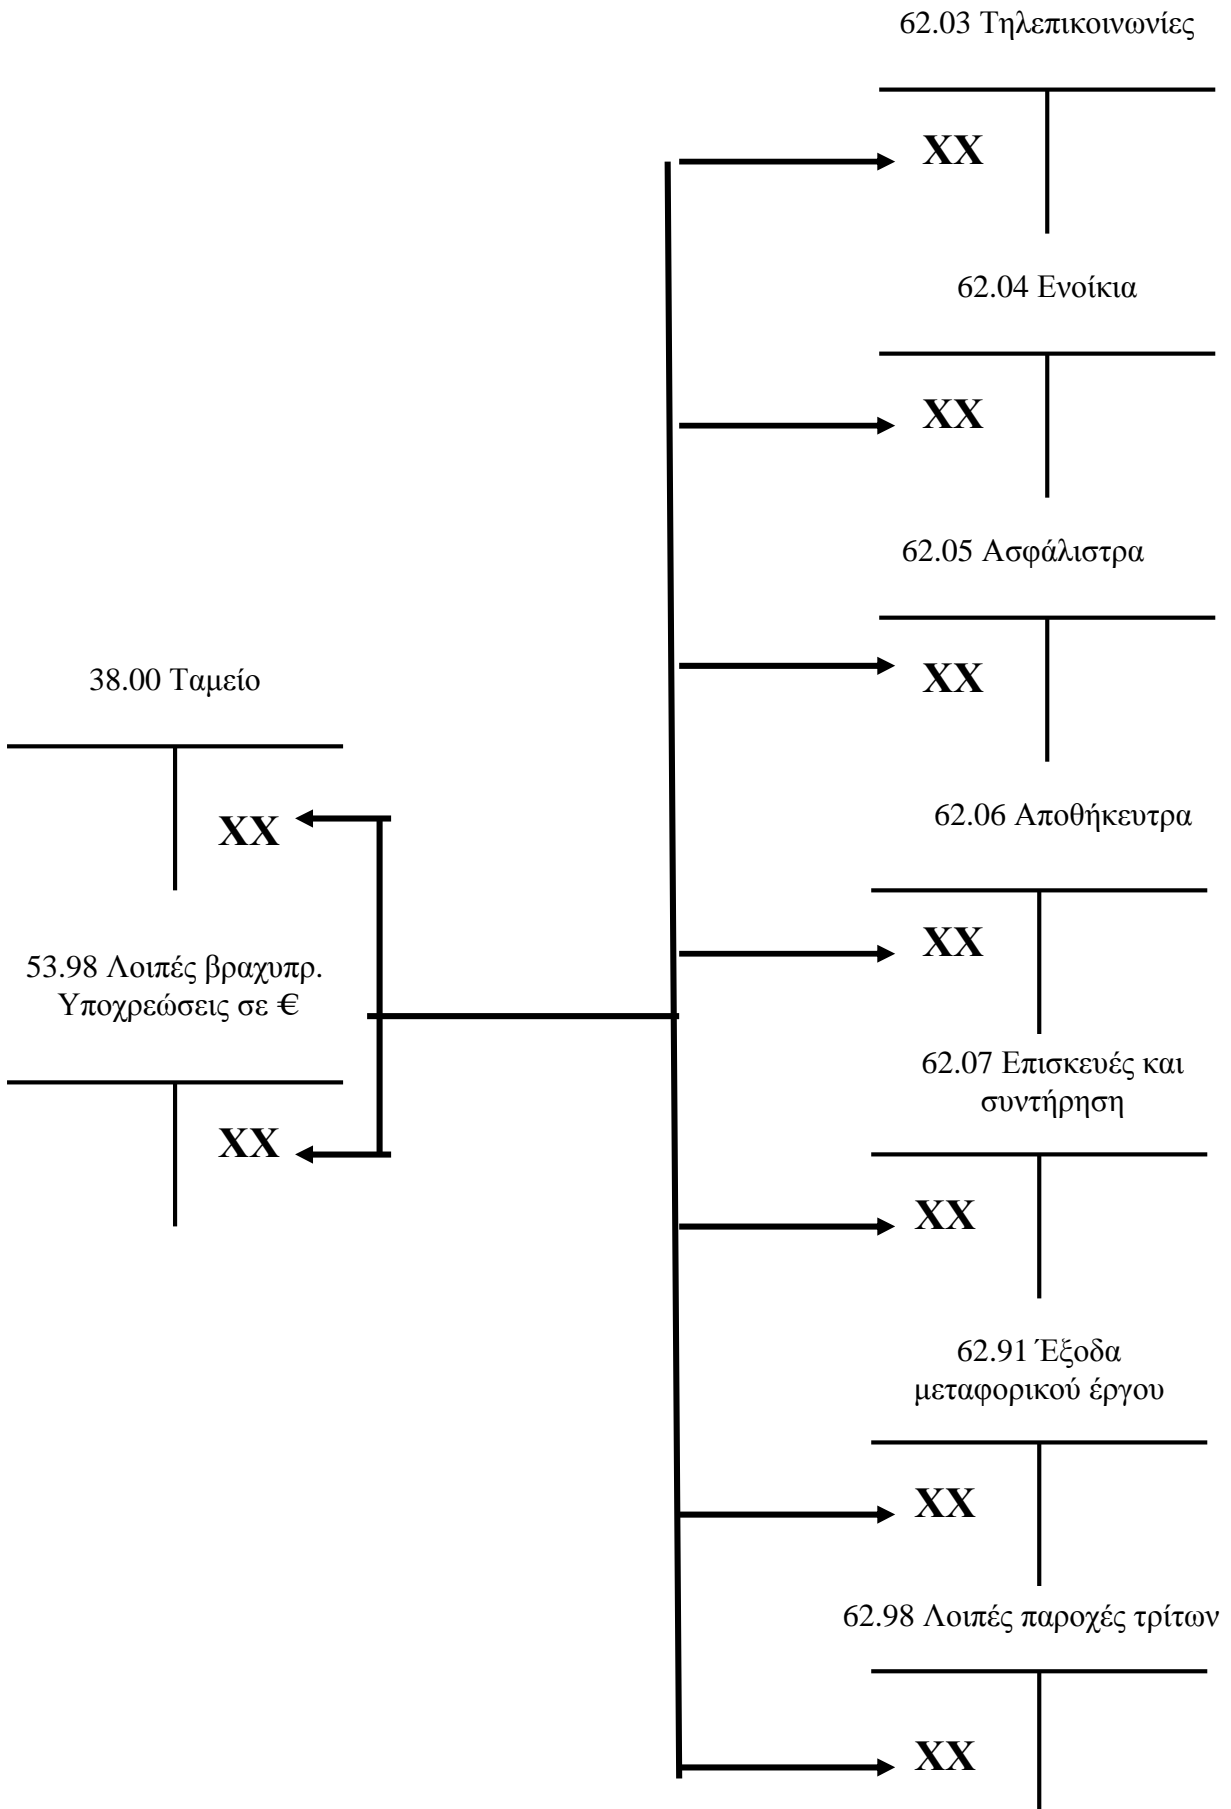 62.03 Τηλεπικοινωνίες
XX
62.04 Ενοίκια
XX
62.05 Ασφάλιστρα
XX
38.00 Ταμείο
XX
62.06 Αποθήκευτρα
XX
53.98 Λοιπές βραχυπρ.
Υποχρεώσεις σε €
XX
62.07 Επισκευές και
συντήρηση
XX
62.91 Έξοδα
μεταφορικού έργου
XX
62.98 Λοιπές παροχές τρίτων
XX